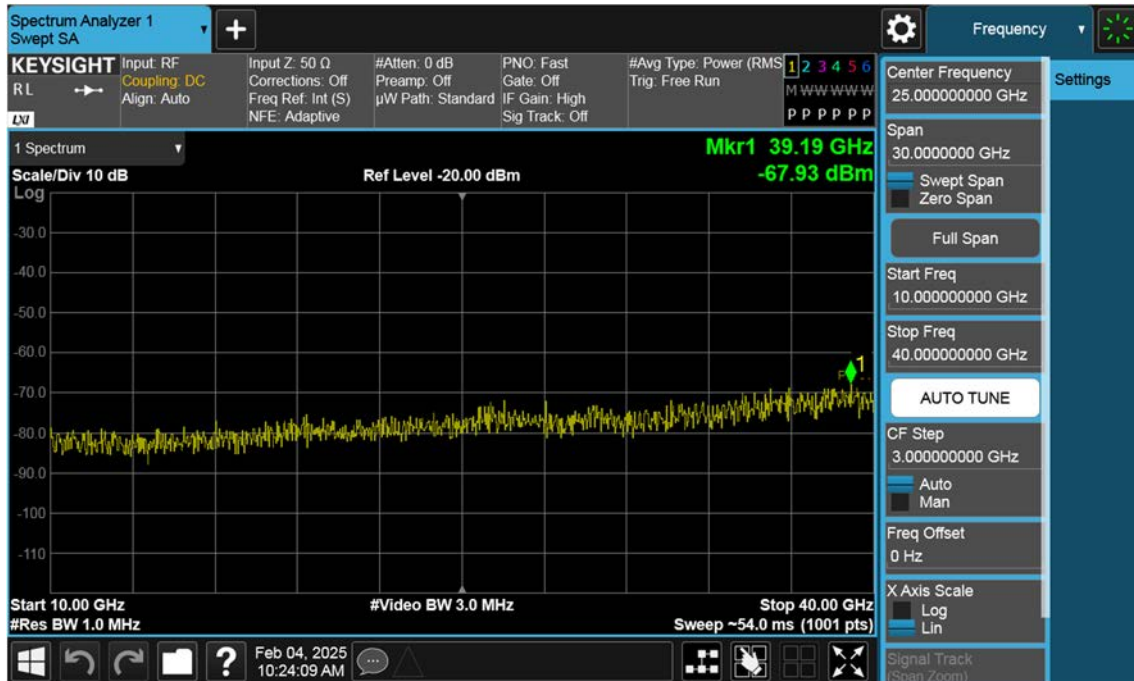 Spectrum Analyzer 1
Swept SA
Frequency
KEYSIGHT
RL
LXI
Input: RF
Coupling: DC
Align: Auto
Input Z: 50 Ω
Corrections: Off
Freq Ref: Int (S)
NFE: Adaptive
#Atten: 0 dB
Preamp: Off
µW Path: Standard
PNO: Fast
Gate: Off
IF Gain: High
Sig Track: Off
#Avg Type: Power (RMS
Trig: Free Run
1 2 3 4 5 6
M W W W W W
P P P P P P
1 Spectrum
Mkr1 39.19 GHz
-67.93 dBm
Scale/Div 10 dB
Ref Level -20.00 dBm
Log
-30.0
-40.0
-50.0
-60.0
-70.0
-80.0
-90.0
-100
-110
1
Start 10.00 GHz
#Video BW 3.0 MHz
Stop 40.00 GHz
#Res BW 1.0 MHz
Sweep ~54.0 ms (1001 pts)
Feb 04, 2025
10:24:09 AM
Center Frequency
25.000000000 GHz
Span
30.0000000 GHz
Swept Span
Zero Span
Full Span
Start Freq
10.000000000 GHz
Stop Freq
40.000000000 GHz
AUTO TUNE
CF Step
3.000000000 GHz
Auto
Man
Freq Offset
0 Hz
X Axis Scale
Log
Lin
Signal Track
(Span Zoom)
Settings